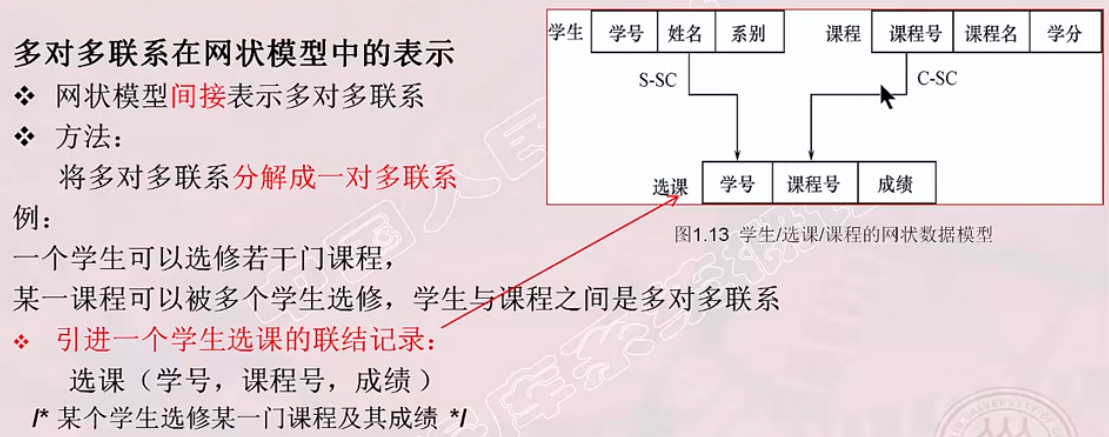 多对多联系在网状模型中的表示
❖ 网状模型间接表示多对多联系
❖ 方法：
将多对多联系分解成一对多联系
例：
一个学生可以选修若干门课程，
某一课程可以被多个学生选修，学生与课程之间是多对多联系
❖ 引进一个学生选课的联结记录：
选课（学号，课程号，成绩）
/* 某个学生选修某一门课程及其成绩 */
学生 学号 姓名 系别 课程 课程号 课程名 学分
S-SC C-SC
选课 学号 课程号 成绩
图1.13 学生/选课/课程的网状数据模型